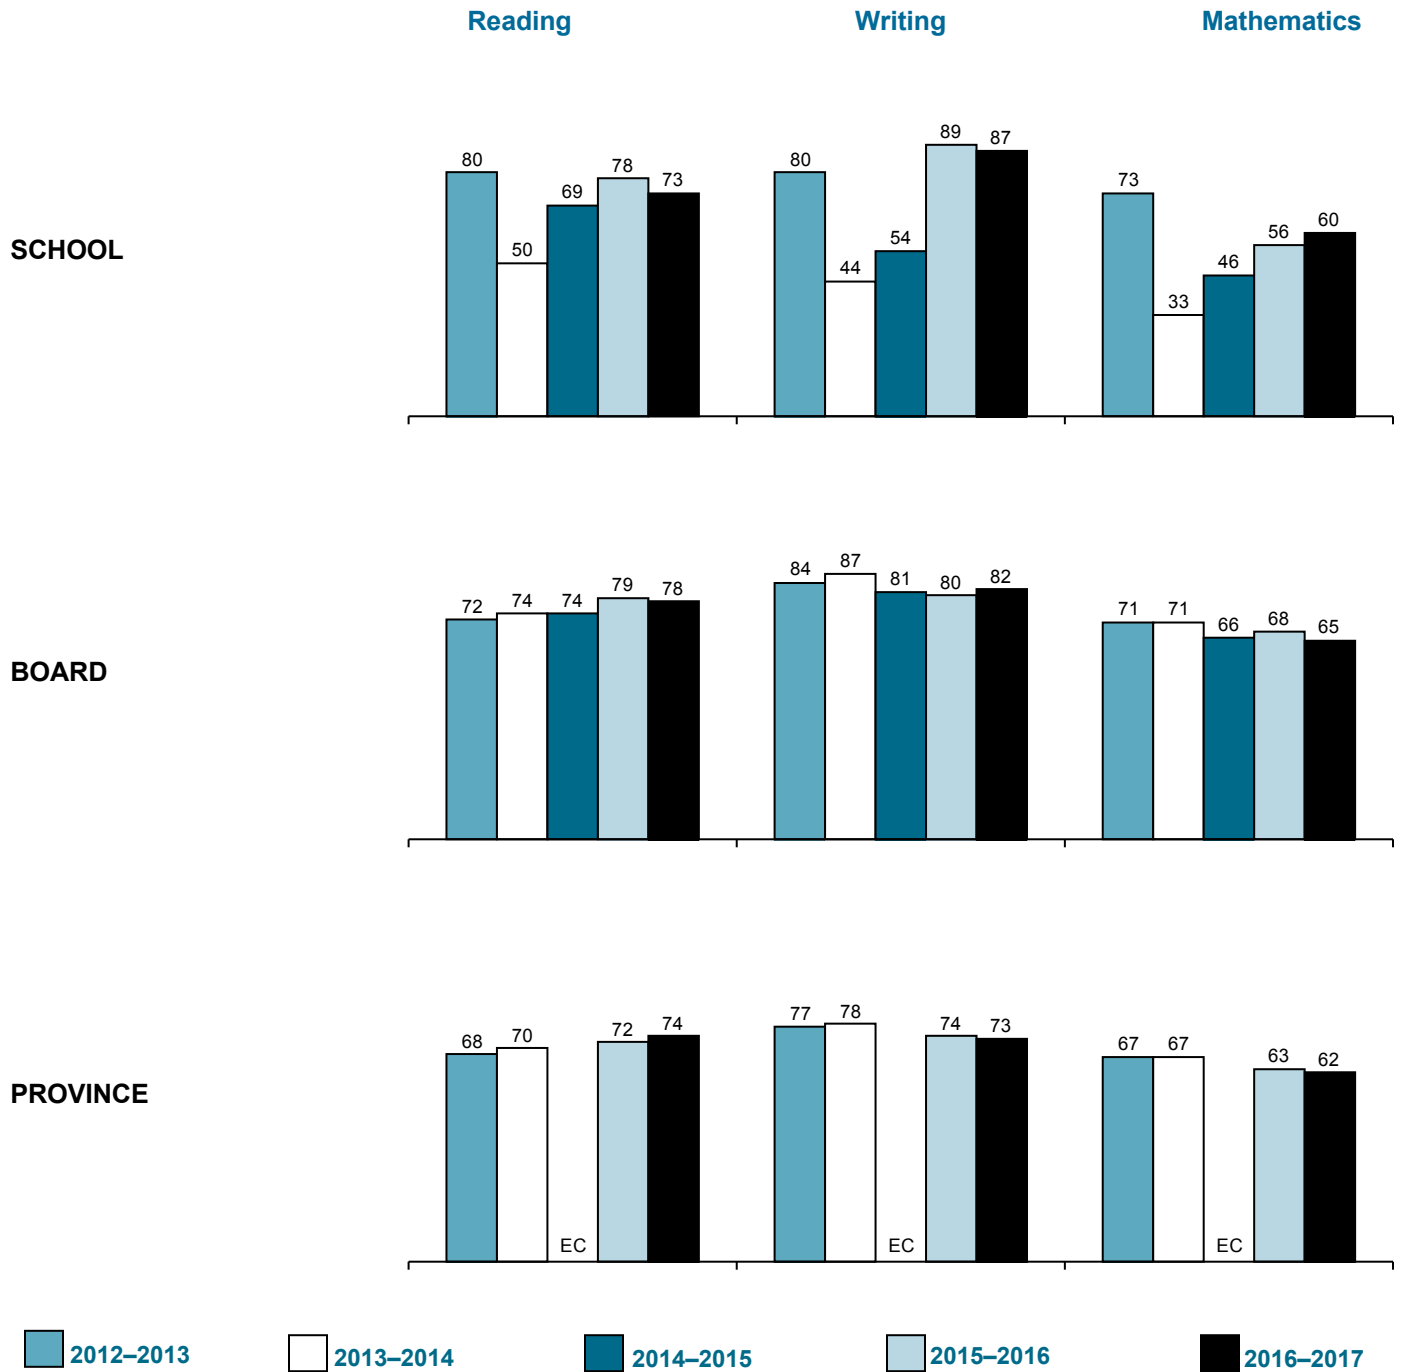 Reading Writing Mathematics
SCHOOL
80 50 69 78 73 80 44 54 89 87 73 33 46 56 60
BOARD
72 74 74 79 78 84 87 81 80 82 71 71 66 68 65
PROVINCE
68 70 EC 72 74 77 78 EC 74 73 67 67 EC 63 62
2012–2013 2013–2014 2014–2015 2015–2016 2016–2017